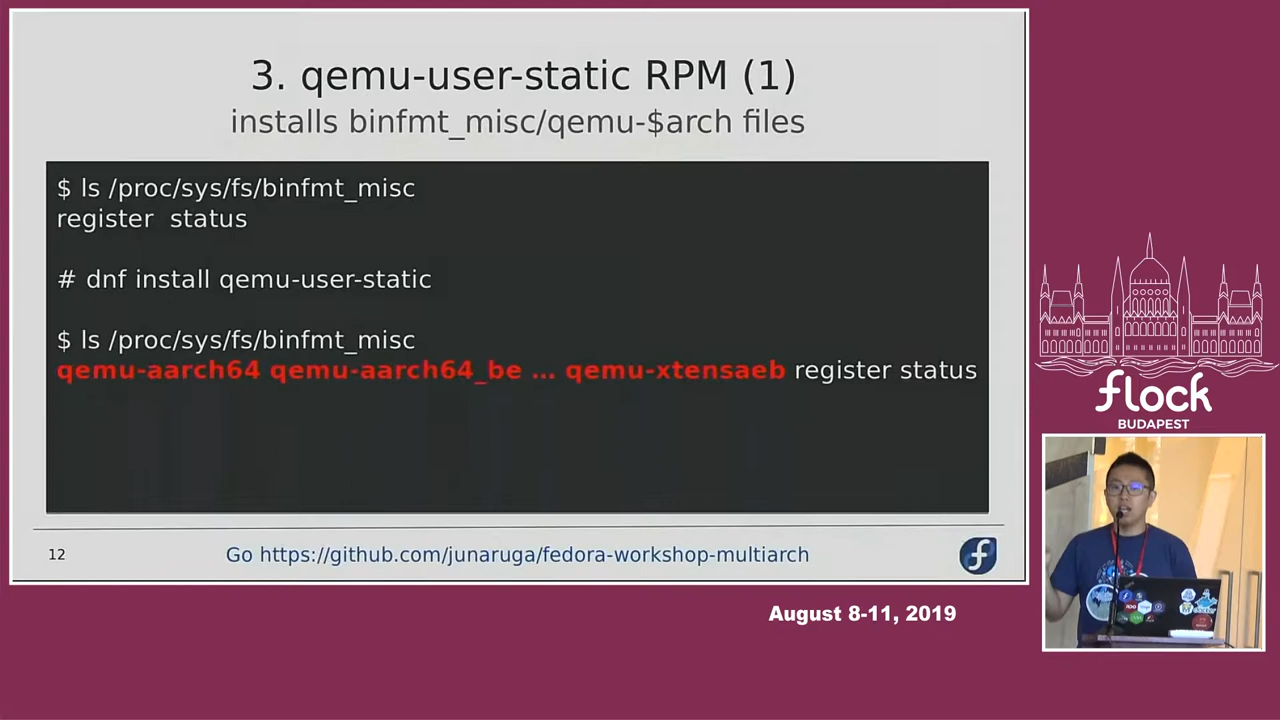 3. qemu-user-static RPM (1)
installs binfmt_misc/qemu-$arch files
$ ls /proc/sys/fs/binfmt_misc
register  status
# dnf install qemu-user-static
$ ls /proc/sys/fs/binfmt_misc
qemu-aarch64 qemu-aarch64_be ... qemu-xtensaeb register status
12
Go https://github.com/junaruga/fedora-workshop-multiarch
flock
BUDAPEST
August 8-11, 2019